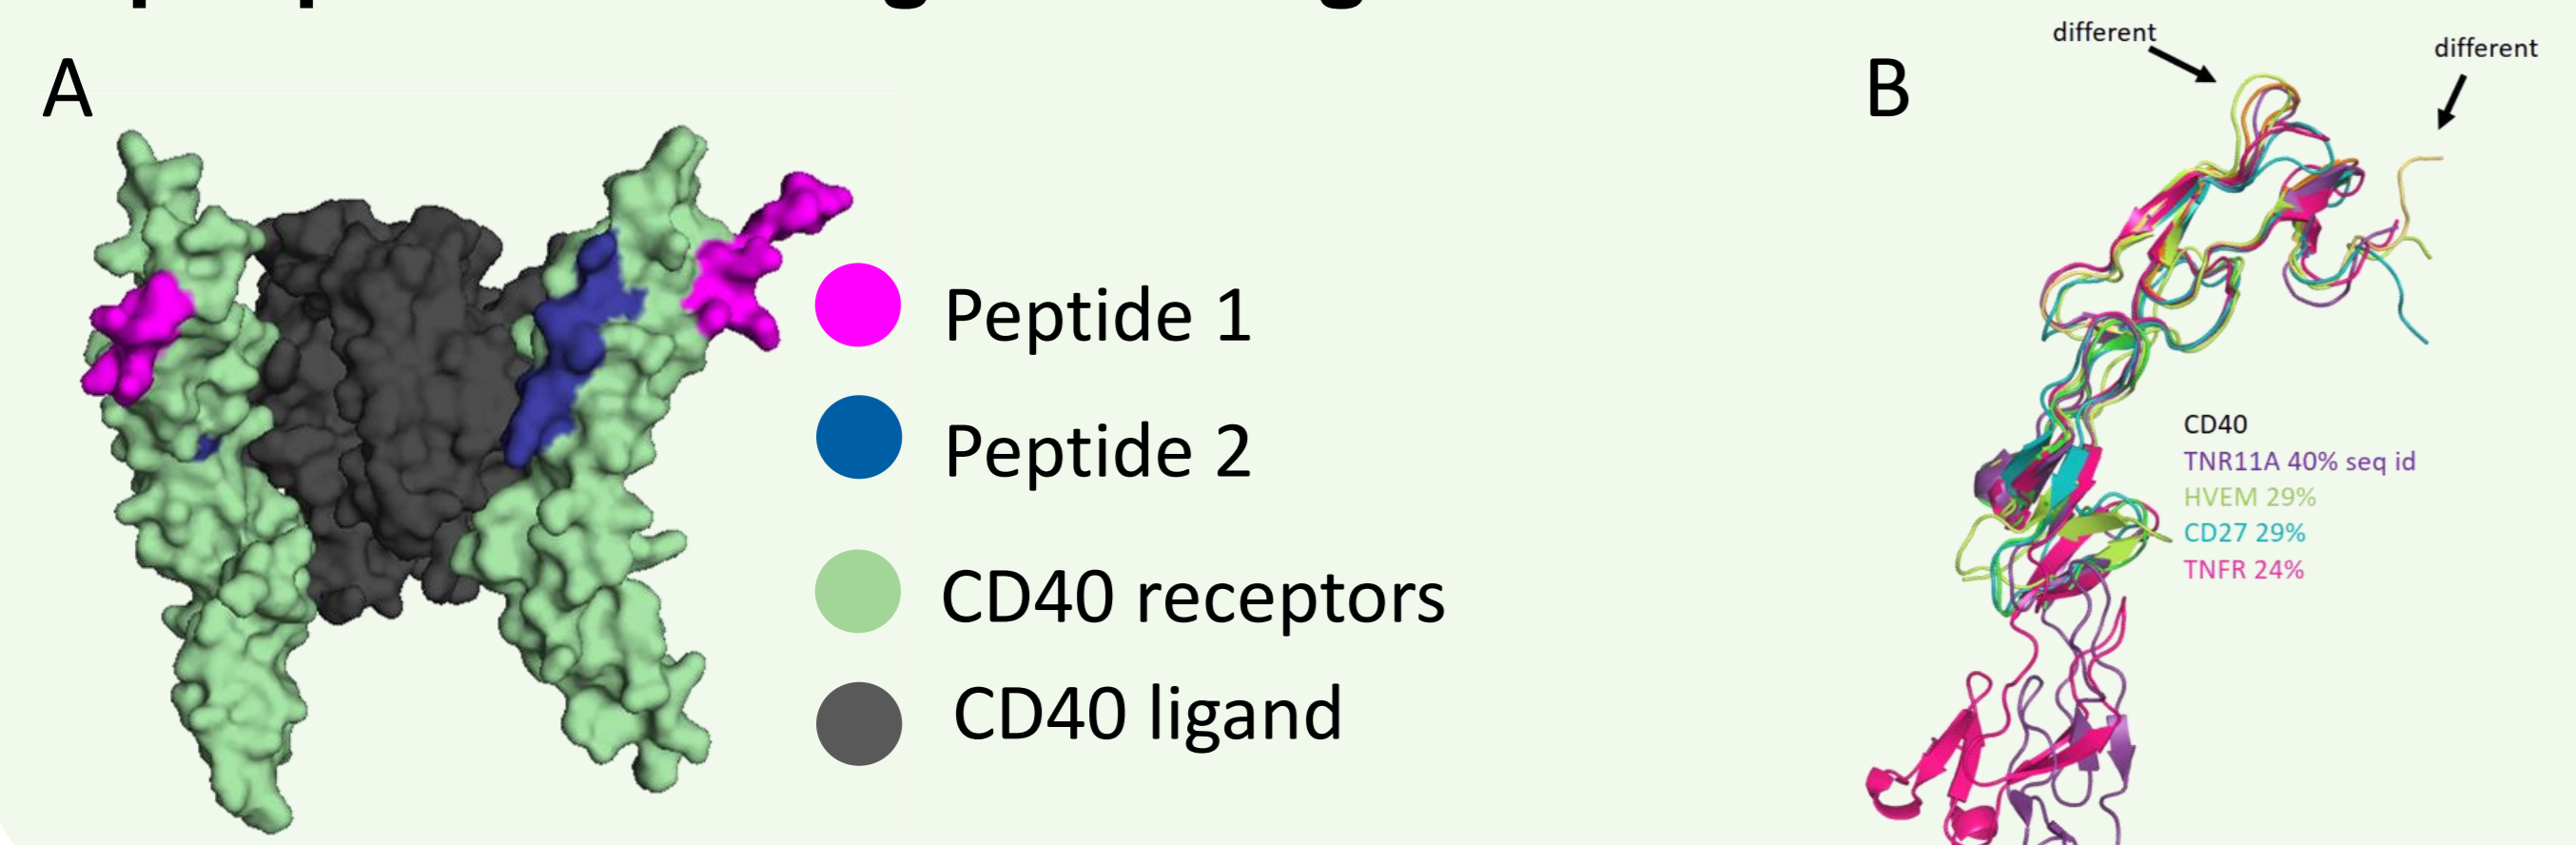 A
Peptide 1
Peptide 2
CD40 receptors
CD40 ligand
B
different
different
CD40
TNR11A 40% seq id
HVEM 29%
CD27 29%
TNFR 24%